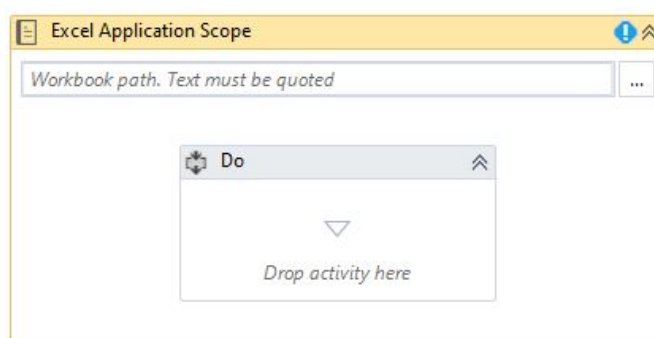 Excel Application Scope
Workbook path. Text must be quoted
...
Do
Drop activity here